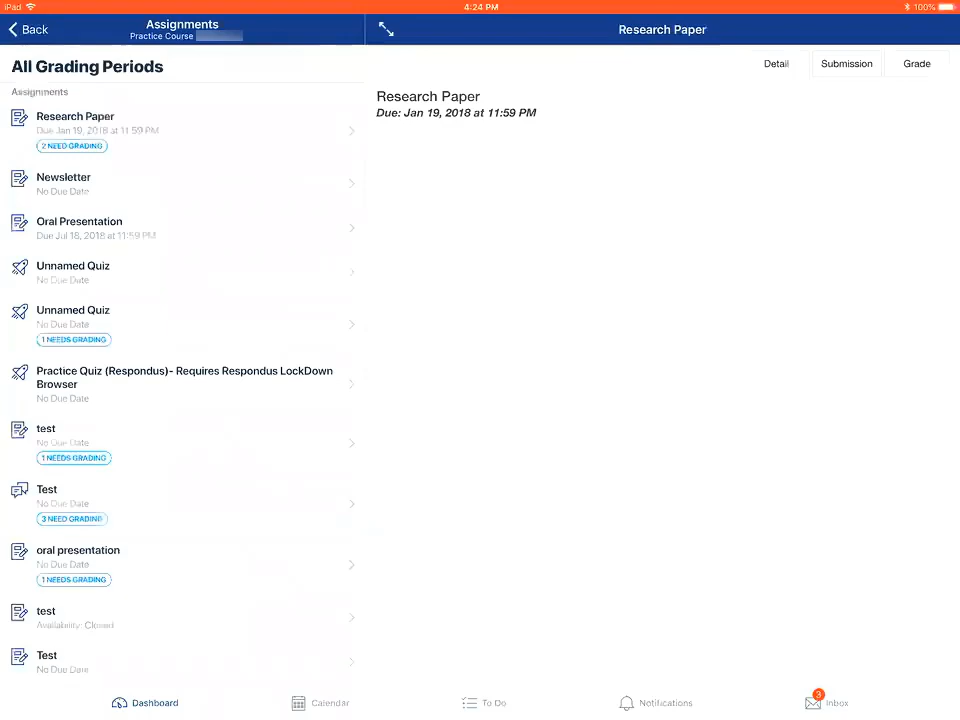 iPad
4:24 PM
100%
Back
Assignments
Practice Course
Research Paper
All Grading Periods
Detail
Submission
Grade
Assignments
Research Paper
Due Jan 19, 2018 at 11:59 PM
2 NEED GRADING
Newsletter
No Due Date
Oral Presentation
Due Jul 18, 2018 at 11:59 PM
Unnamed Quiz
No Due Date
Unnamed Quiz
No Due Date
1 NEEDS GRADING
Practice Quiz (Respondus)- Requires Respondus LockDown
Browser
No Due Date
test
No Due Date
1 NEEDS GRADING
Test
No Due Date
3 NEED GRADING
oral presentation
No Due Date
1 NEEDS GRADING
test
Availability: Closed
Test
No Due Date
Research Paper
Due: Jan 19, 2018 at 11:59 PM
Dashboard
Calendar
To Do
Notifications
3
Inbox